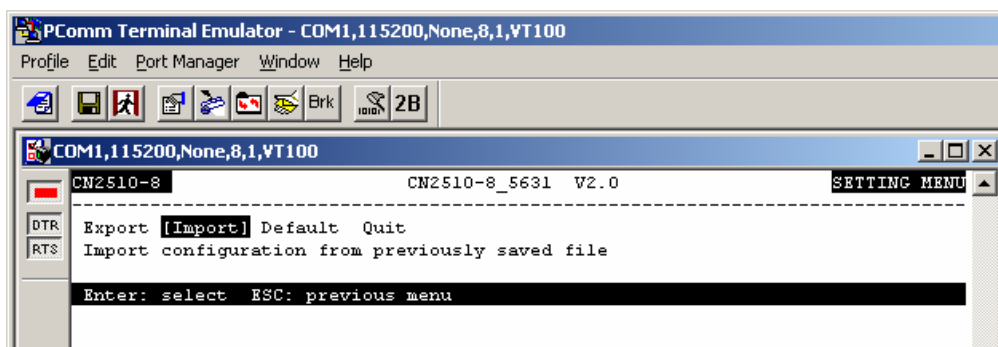 PComm Terminal Emulator - COM1,115200,None,8,1,VT100
Profile Edit Port Manager Window Help
Brk 2B
COM1,115200,None,8,1,VT100
CN2510-8 CN2510-8_5631 V2.0 SETTING MENU
--------------------------------------------------------------------------
DTR Export [Import] Default Quit
RTS Import configuration from previously saved file
Enter: select ESC: previous menu